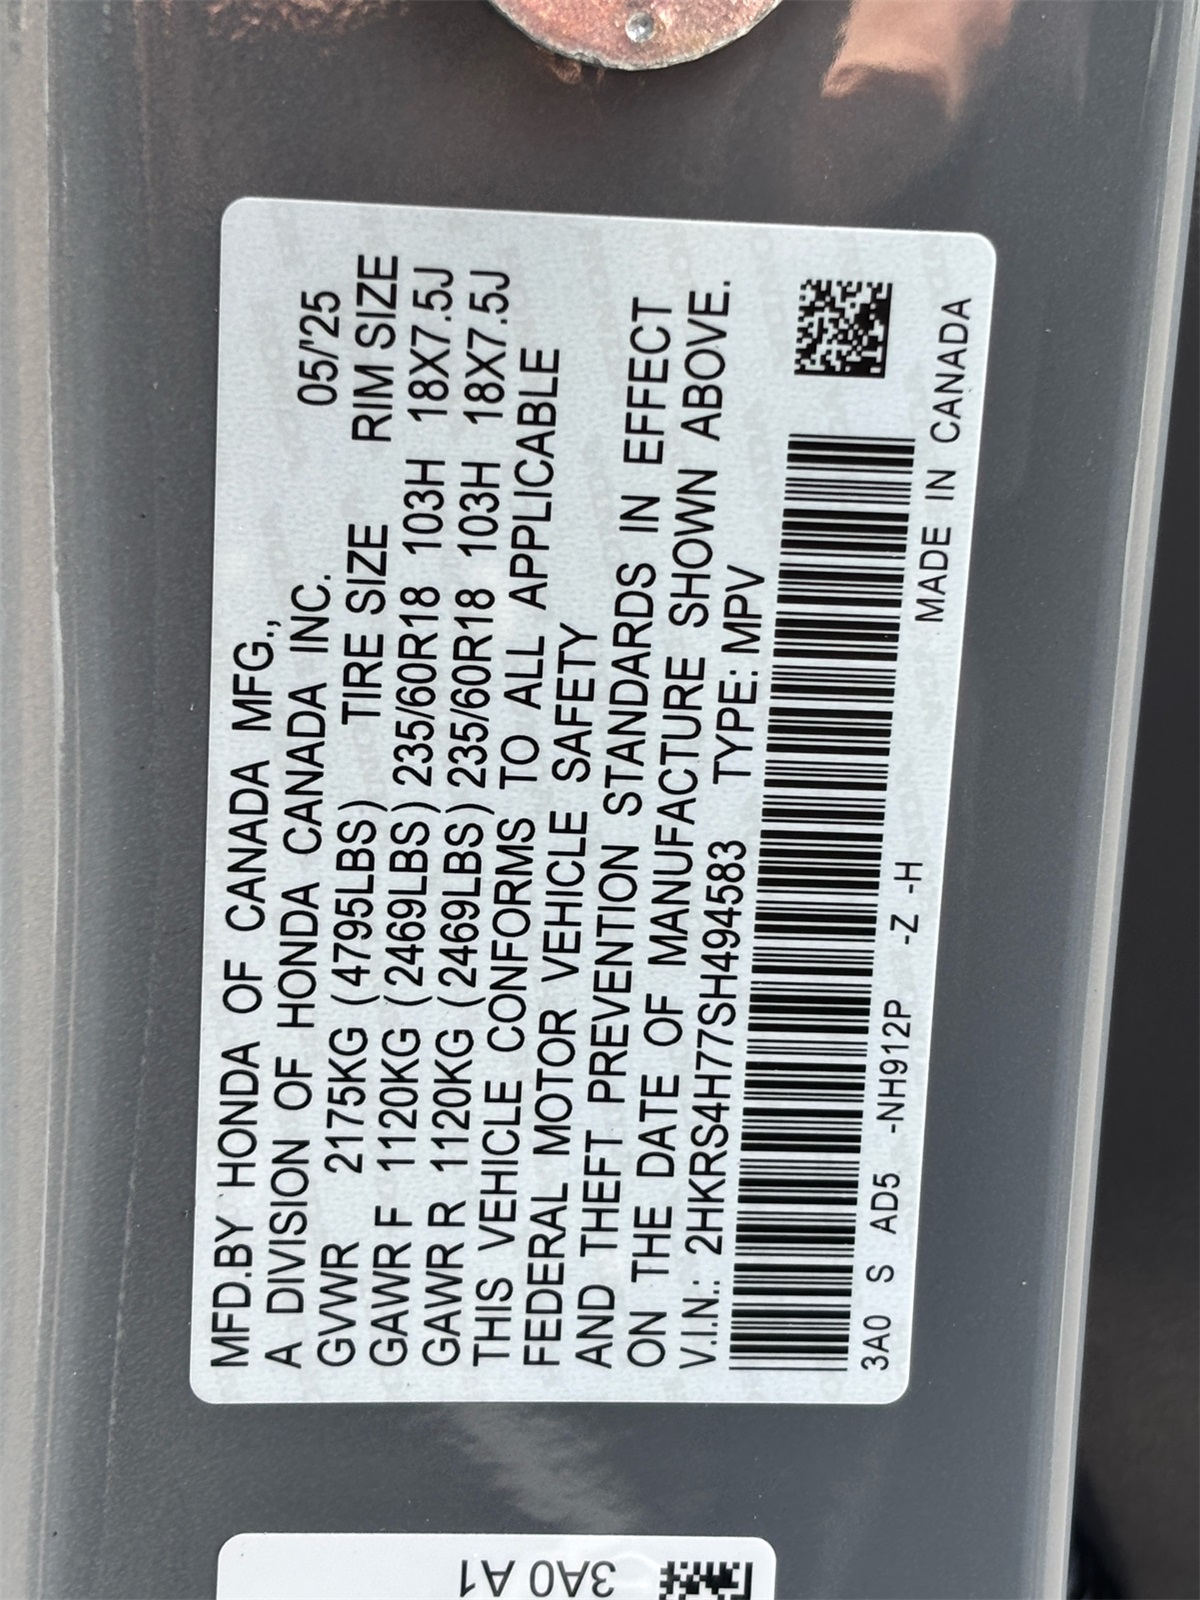 MFD.BY HONDA OF CANADA MFG.,
A DIVISION OF HONDA CANADA INC. 05/'25
GVWR 2175KG (4795LBS) TIRE SIZE RIM SIZE
GAWR F 1120KG (2469LBS) 235/60R18 103H 18X7.5J
GAWR R 1120KG (2469LBS) 235/60R18 103H 18X7.5J
THIS VEHICLE CONFORMS TO ALL APPLICABLE
FEDERAL MOTOR VEHICLE SAFETY
AND THEFT PREVENTION STANDARDS IN EFFECT
ON THE DATE OF MANUFACTURE SHOWN ABOVE.
V.I.N.: 2HKRS4H77SH494583 TYPE: MPV
3A0 S AD5 -NH912P -Z -H MADE IN CANADA
3A0 A1